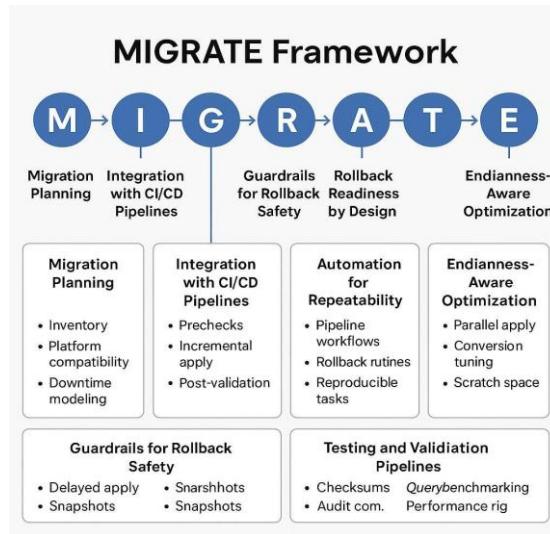 MIGRATE Framework
M I G R A T E
Migration
Planning
Integration
with CI/CD
Pipelines
Guardrails
for Rollback
Safety
Rollback
Readiness
by Design
Endianness-
Aware
Optimization
Migration
Planning
• Inventory
• Platform
compatibility
• Downtime
modeling
Integration
with CI/CD
Pipelines
• Prechecks
• Incremental
apply
• Post-validation
Automation
for
Repeatability
• Pipeline
workflows
• Rollback rutines
• Reproducible
tasks
Endianness-
Aware
Optimization
• Parallel apply
• Conversion
tuning
• Scratch space
Guardrails for Rollback
Safety
• Delayed apply
• Snapshots
• Snarshhots
• Snapshots
Testing and Validiation
Pipelines
• Checksums
• Audit com.
Querybenchmarking
Performance rig